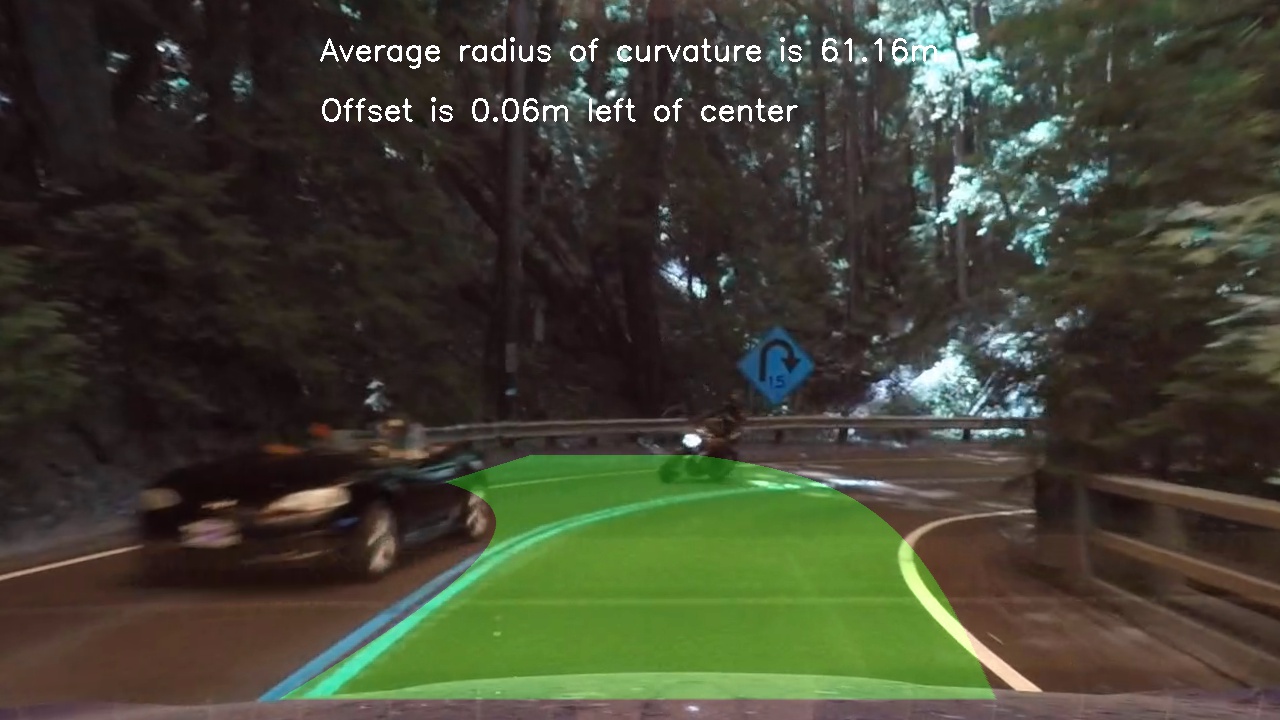 Average radius of curvature is 61.16m
Offset is 0.06m left of center
15